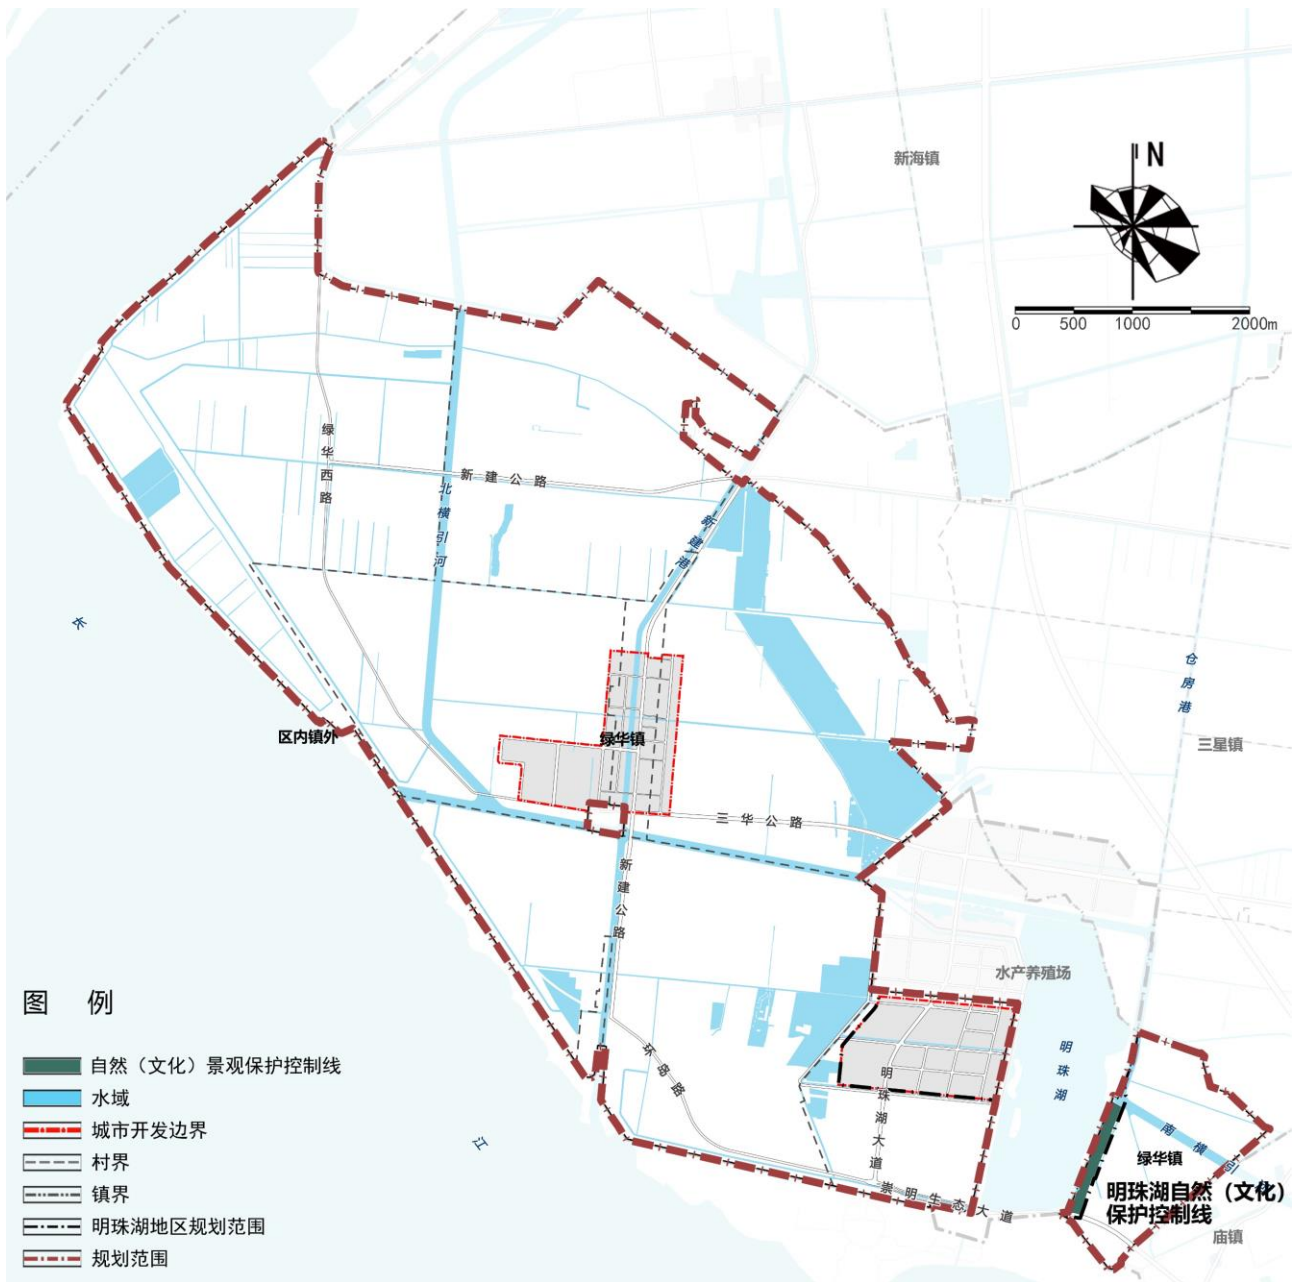 新海镇
N
0 500 1000 2000m
绿华西路
新建公路
北横引河
新建港
长
仓房港
区内镇外
绿华镇
三星镇
三华公路
新建公路
水产养殖场
图 例
自然（文化）景观保护控制线
水域
城市开发边界
村界
镇界
明珠湖地区规划范围
规划范围
环岛路
明珠湖
明珠湖大道
江
南横引
绿华镇
崇明生态大道
明珠湖自然（文化）
保护控制线
庙镇